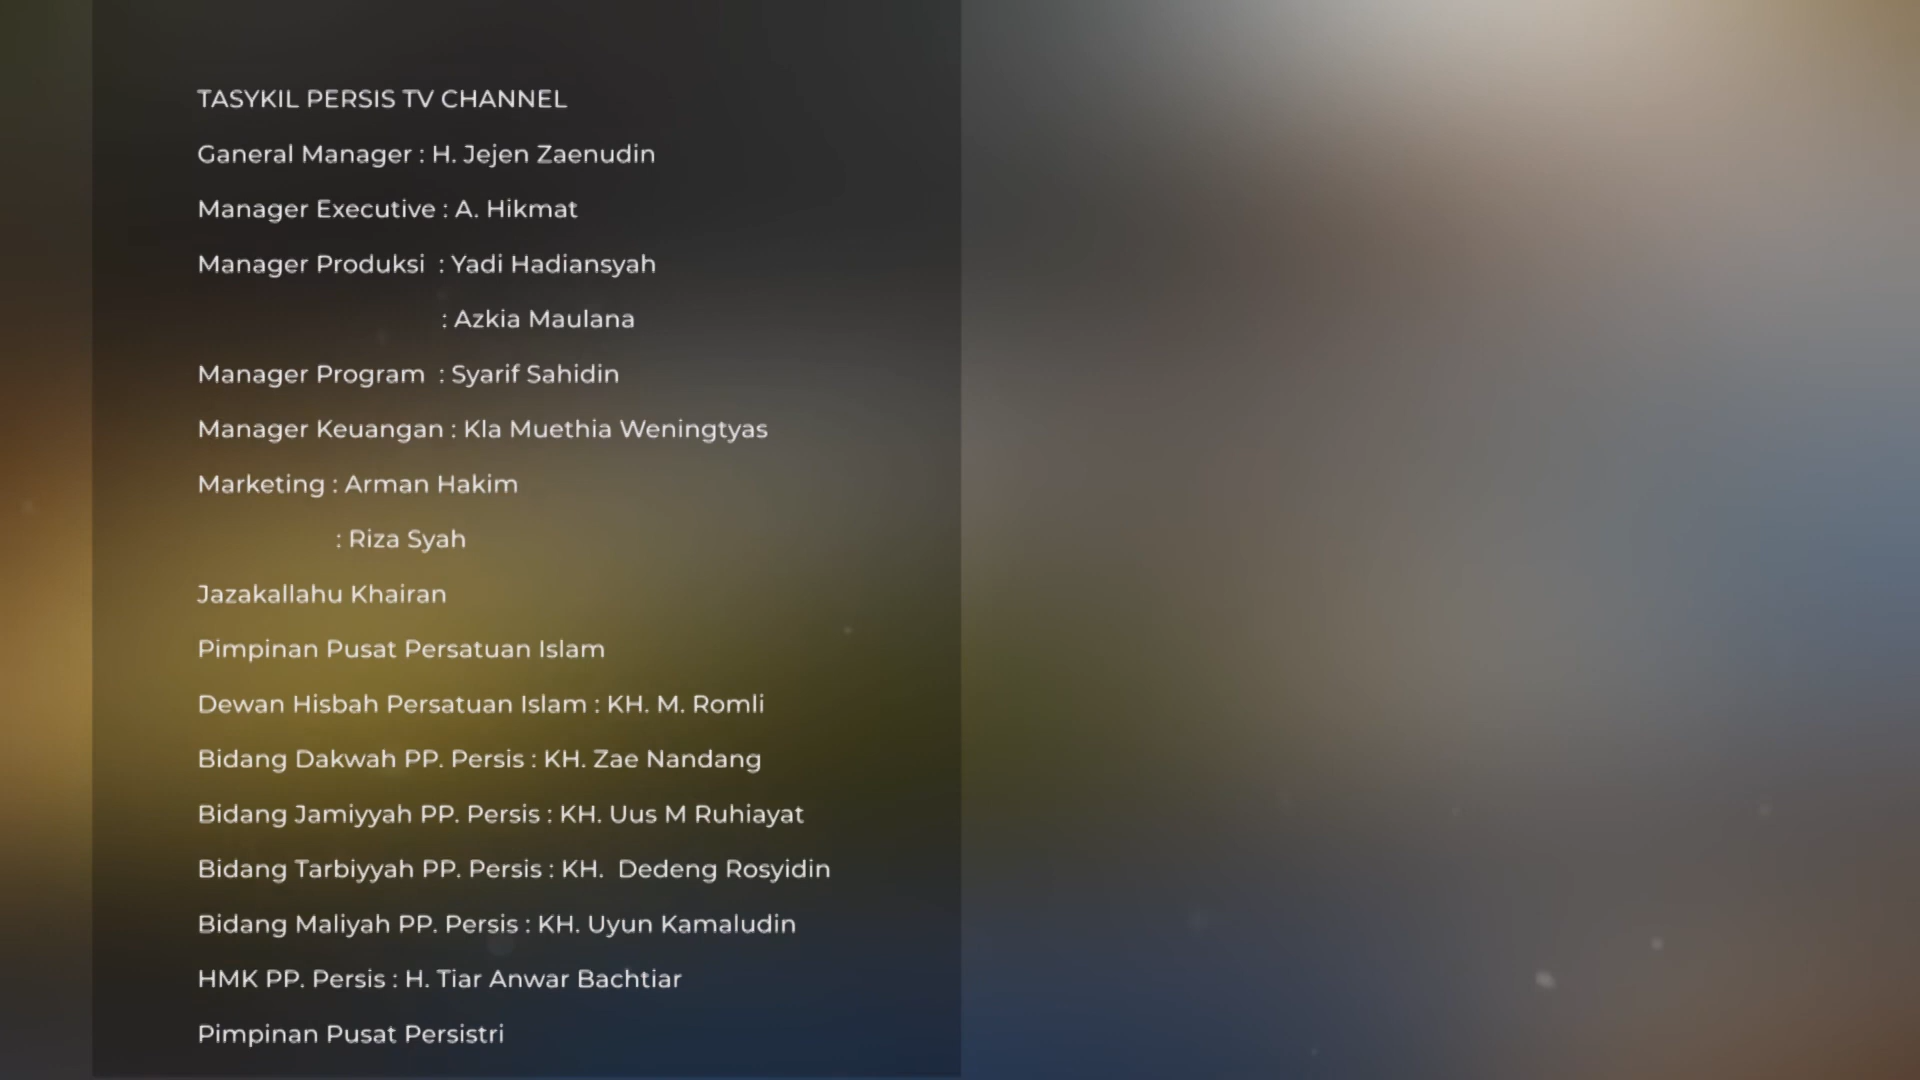 TASYKIL PERSIS TV CHANNEL
Ganeral Manager : H. Jejen Zaenudin
Manager Executive : A. Hikmat
Manager Produksi : Yadi Hadiansyah
: Azkia Maulana
Manager Program : Syarif Sahidin
Manager Keuangan : Kla Muethia Weningtyas
Marketing : Arman Hakim
: Riza Syah
Jazakallahu Khairan
Pimpinan Pusat Persatuan Islam
Dewan Hisbah Persatuan Islam : KH. M. Romli
Bidang Dakwah PP. Persis : KH. Zae Nandang
Bidang Jamiyyah PP. Persis : KH. Uus M Ruhiayat
Bidang Tarbiyyah PP. Persis : KH. Dedeng Rosyidin
Bidang Maliyah PP. Persis : KH. Uyun Kamaludin
HMK PP. Persis : H. Tiar Anwar Bachtiar
Pimpinan Pusat Persistri